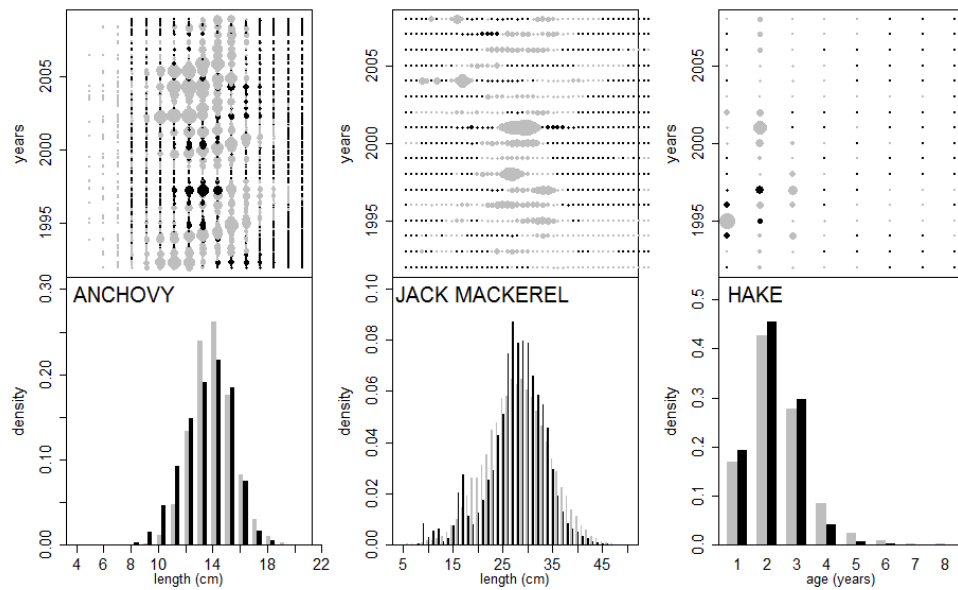 years
1995 2000 2005
years
1995 2000 2005
years
1995 2000 2005
ANCHOVY
density
0.00 0.10 0.20 0.30
4 6 8 10 12 14 16 18 22
length (cm)
JACK MACKEREL
density
0.00 0.02 0.04 0.06 0.08 0.10
5 15 25 35 45
length (cm)
HAKE
density
0.0 0.1 0.2 0.3 0.4 0.5
1 2 3 4 5 6 7 8
age (years)